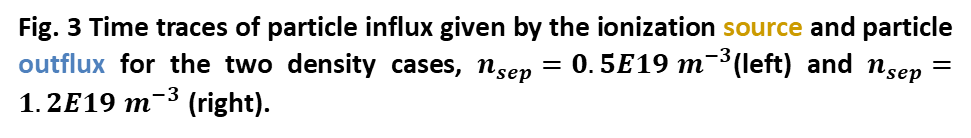 Fig. 3 Time traces of particle influx given by the ionization source and particle
outflux for the two density cases, n_sep = 0.5E19 m⁻³(left) and n_sep =
1.2E19 m⁻³ (right).